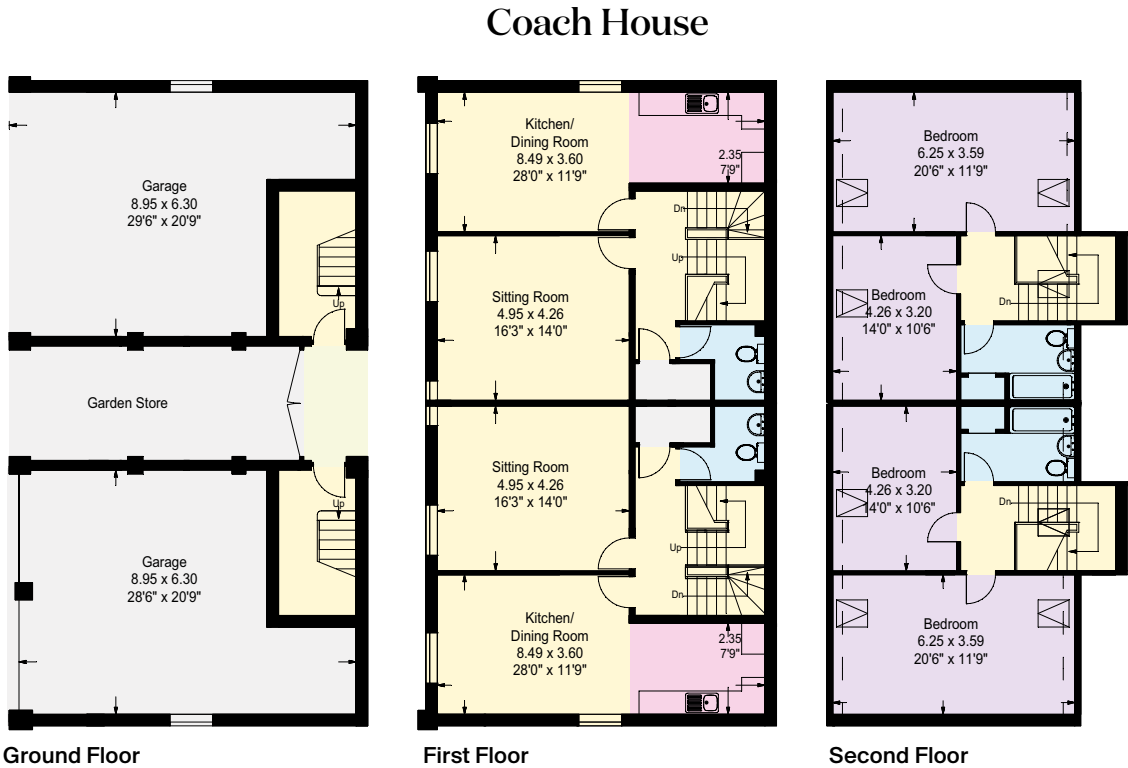 Coach House
Garage
8.95 x 6.30
29'6" x 20'9"
Up
Garden Store
Up
Garage
8.95 x 6.30
28'6" x 20'9"
Ground Floor
Kitchen/
Dining Room
8.49 x 3.60
28'0" x 11'9"
2.35
7'9"
Dn
Up
Sitting Room
4.95 x 4.26
16'3" x 14'0"
Sitting Room
4.95 x 4.26
16'3" x 14'0"
Up
Dn
Kitchen/
Dining Room
8.49 x 3.60
28'0" x 11'9"
2.35
7'9"
First Floor
Bedroom
6.25 x 3.59
20'6" x 11'9"
Bedroom
4.26 x 3.20
14'0" x 10'6"
Dn
Bedroom
4.26 x 3.20
14'0" x 10'6"
Dn
Bedroom
6.25 x 3.59
20'6" x 11'9"
Second Floor